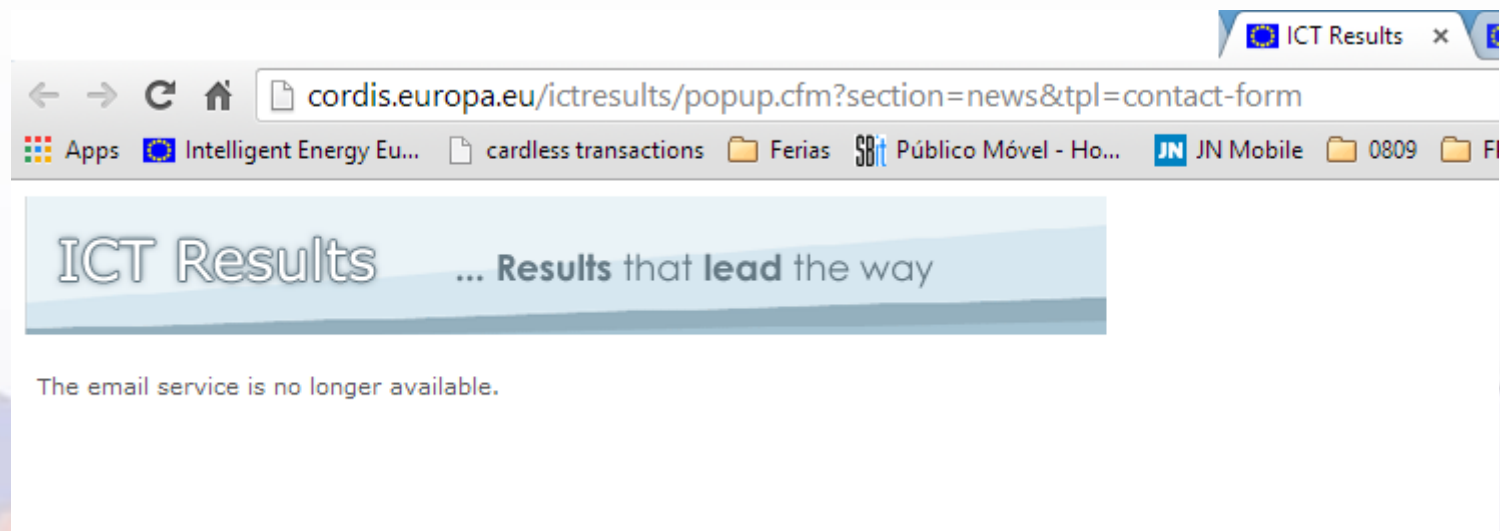 ICT Results
cordis.europa.eu/ictresults/popup.cfm?section=news&tpl=contact-form
Apps Intelligent Energy Eu... cardless transactions Ferias SBit Público Móvel - Ho... JN JN Mobile 0809
ICT Results ... Results that lead the way
The email service is no longer available.